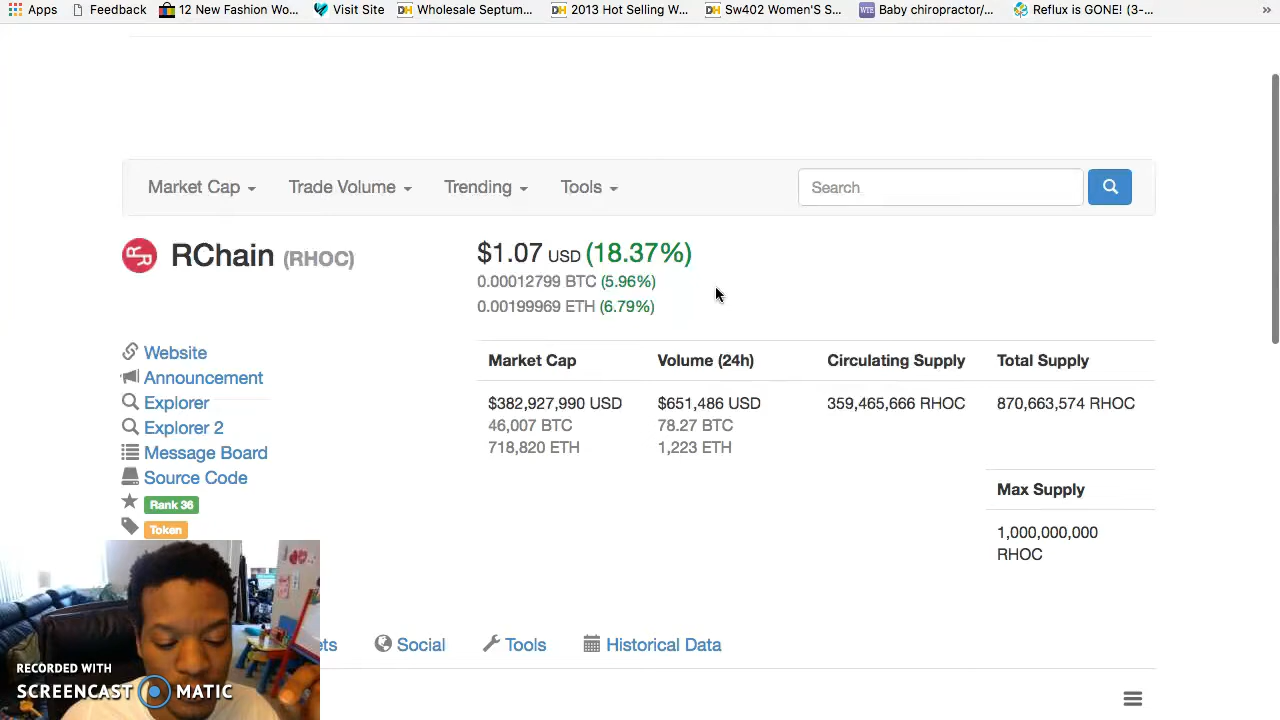 Apps Feedback 12 New Fashion Wo... Visit Site Wholesale Septum... 2013 Hot Selling W... Sw402 Women'S S... Baby chiropractor/... Reflux is GONE! (3-... »
Market Cap Trade Volume Trending Tools Search
RChain (RHOC)
$1.07 USD (18.37%)
0.00012799 BTC (5.96%)
0.00199969 ETH (6.79%)
Website
Announcement
Explorer
Explorer 2
Message Board
Source Code
Rank 36
Token
Market Cap Volume (24h) Circulating Supply Total Supply
$382,927,990 USD $651,486 USD 359,465,666 RHOC 870,663,574 RHOC
46,007 BTC 78.27 BTC
718,820 ETH 1,223 ETH
Max Supply
1,000,000,000
RHOC
ets Social Tools Historical Data
RECORDED WITH
SCREENCAST MATIC